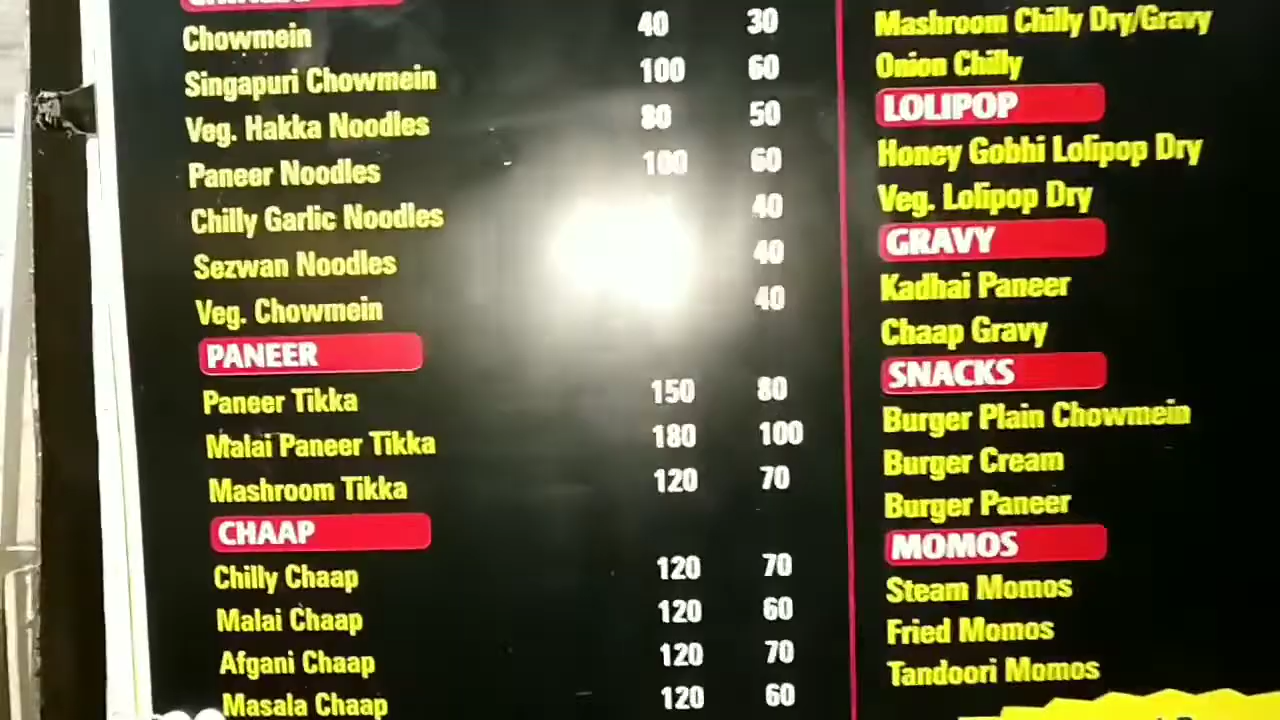 Chowmein 40 30
Singapuri Chowmein 100 60
Veg. Hakka Noodles 80 50
Paneer Noodles 100 60
Chilly Garlic Noodles 40
Sezwan Noodles 40
Veg. Chowmein 40
PANEER
Paneer Tikka 150 80
Malai Paneer Tikka 180 100
Mashroom Tikka 120 70
CHAAP
Chilly Chaap 120 70
Malai Chaap 120 60
Afgani Chaap 120 70
Masala Chaap 120 60
Mashroom Chilly Dry/Gravy
Onion Chilly
LOLIPOP
Honey Gobhi Lolipop Dry
Veg. Lolipop Dry
GRAVY
Kadhai Paneer
Chaap Gravy
SNACKS
Burger Plain Chowmein
Burger Cream
Burger Paneer
MOMOS
Steam Momos
Fried Momos
Tandoori Momos